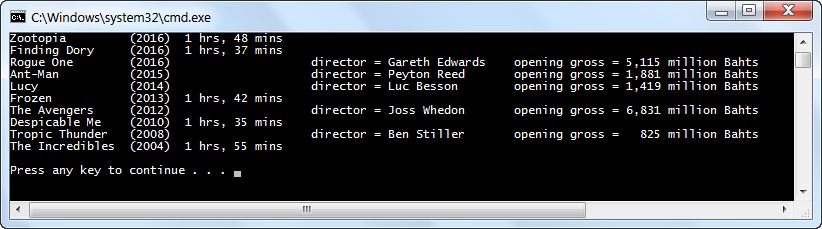 C:\Windows\system32\cmd.exe
Zootopia        (2016)  1 hrs, 48 mins
Finding Dory    (2016)  1 hrs, 37 mins
Rogue One       (2016)                    director = Gareth Edwards    opening gross = 5,115 million Bahts
Ant-Man         (2015)                    director = Peyton Reed       opening gross = 1,881 million Bahts
Lucy            (2014)                    director = Luc Besson        opening gross = 1,419 million Bahts
Frozen          (2013)  1 hrs, 42 mins
The Avengers    (2012)                    director = Joss Whedon       opening gross = 6,831 million Bahts
Despicable Me   (2010)  1 hrs, 35 mins
Tropic Thunder  (2008)                    director = Ben Stiller       opening gross =   825 million Bahts
The Incredibles (2004)  1 hrs, 55 mins
Press any key to continue . . .